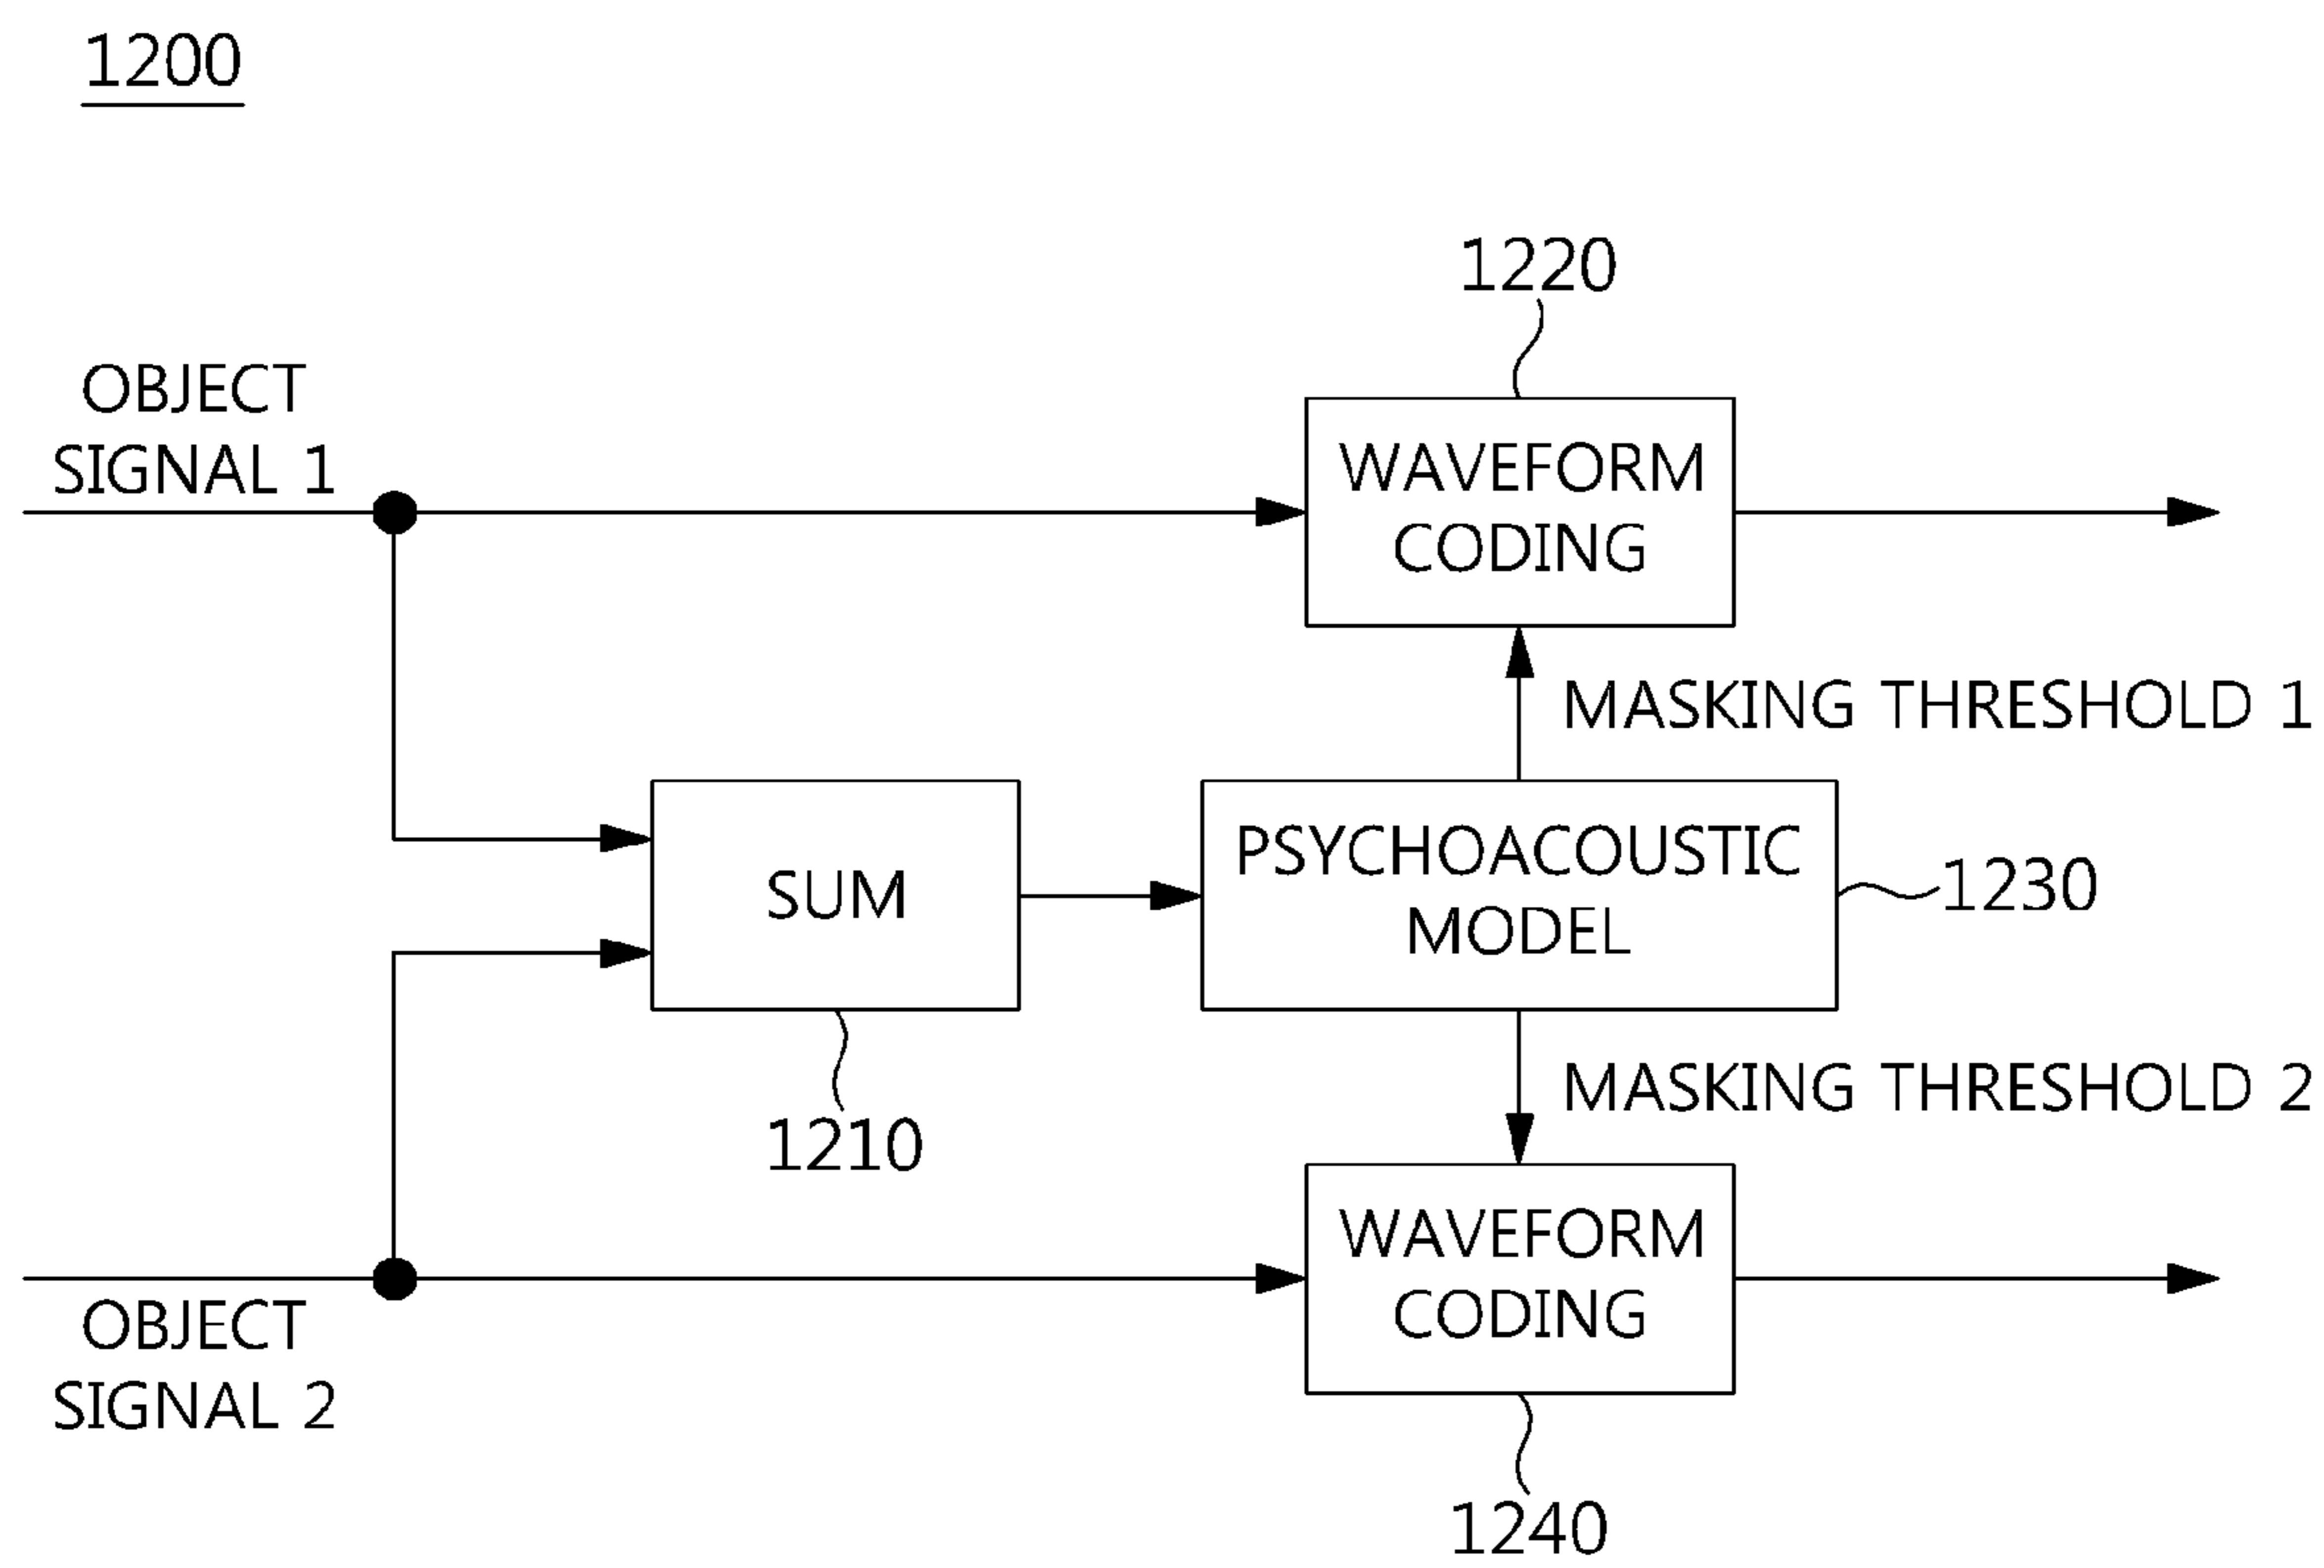 1200
1220
OBJECT
SIGNAL 1
WAVEFORM
CODING
MASKING THRESHOLD 1
SUM
PSYCHOACOUSTIC
MODEL
1230
1210
MASKING THRESHOLD 2
WAVEFORM
CODING
OBJECT
SIGNAL 2
1240